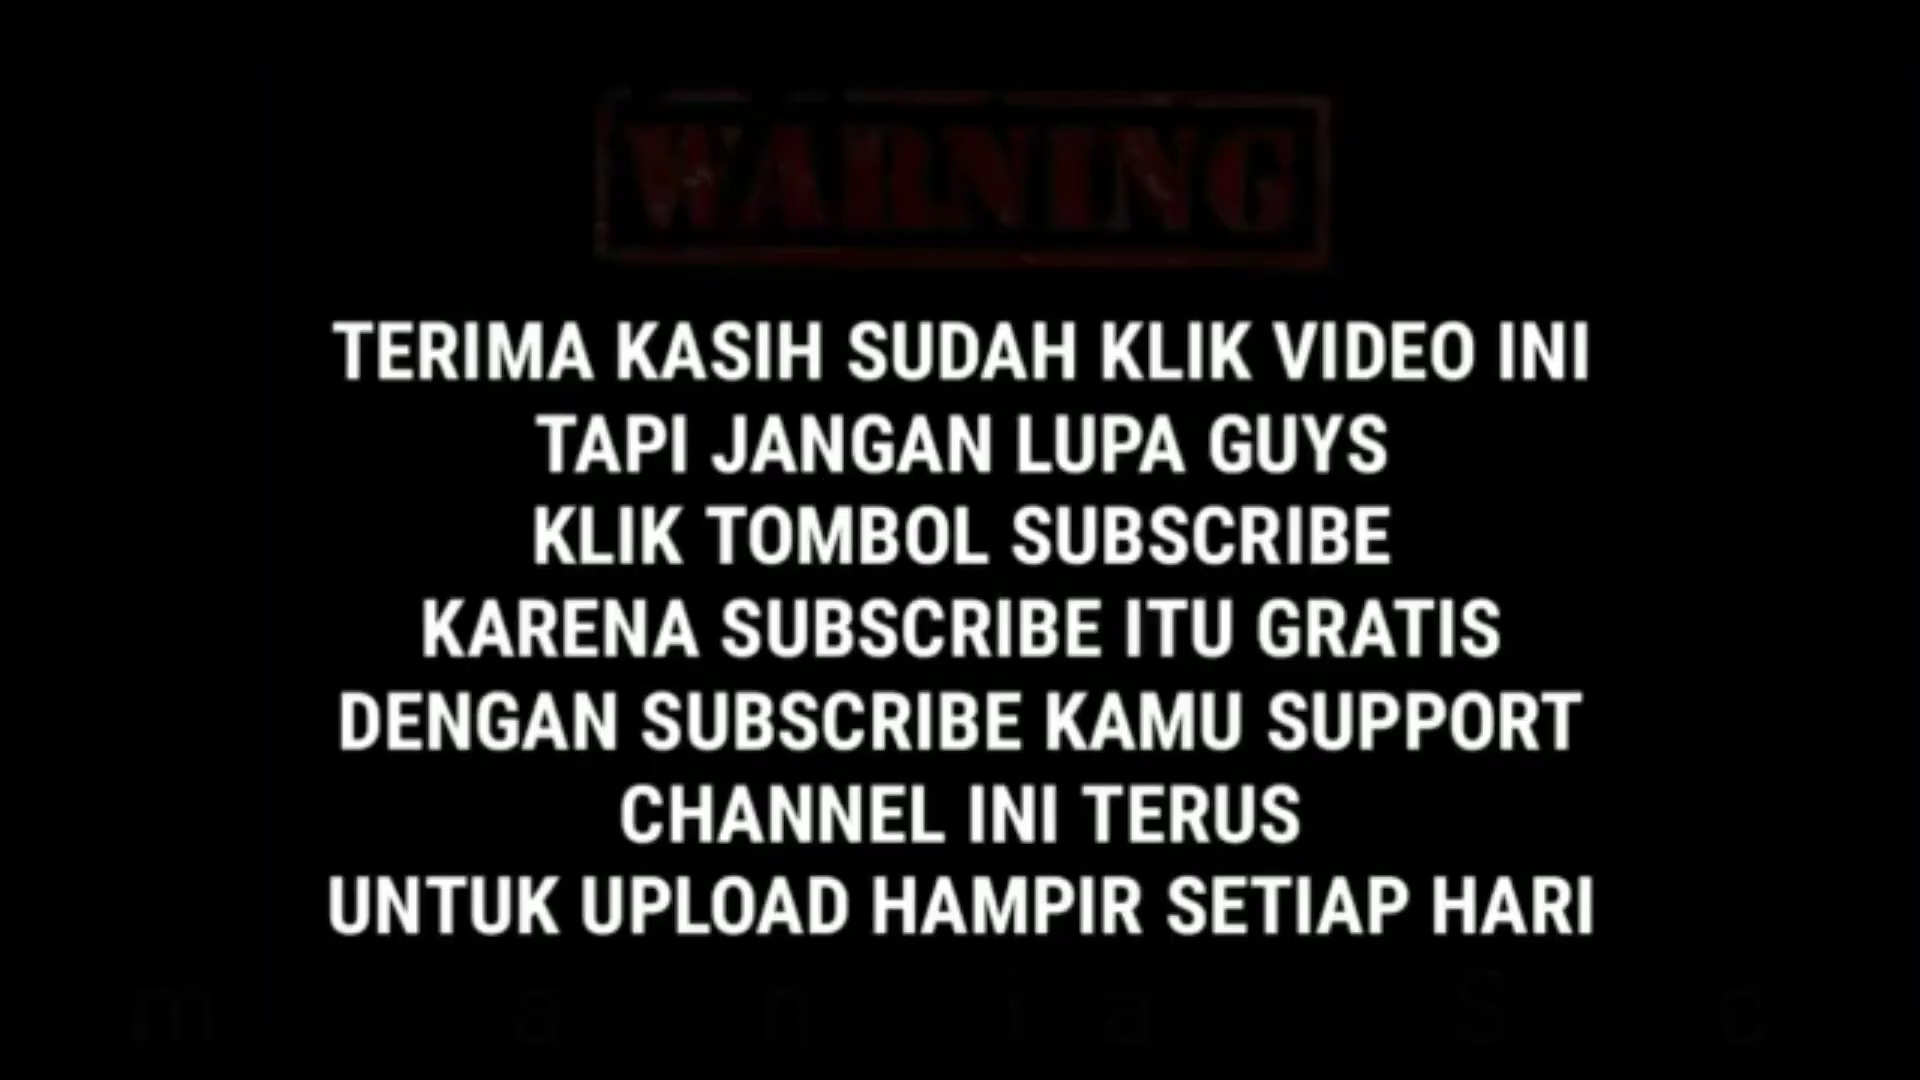 WARNING
TERIMA KASIH SUDAH KLIK VIDEO INI
TAPI JANGAN LUPA GUYS
KLIK TOMBOL SUBSCRIBE
KARENA SUBSCRIBE ITU GRATIS
DENGAN SUBSCRIBE KAMU SUPPORT
CHANNEL INI TERUS
UNTUK UPLOAD HAMPIR SETIAP HARI